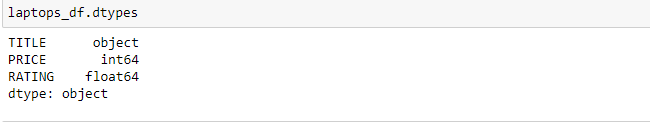 laptops_df.dtypes
TITLE object
PRICE int64
RATING float64
dtype: object